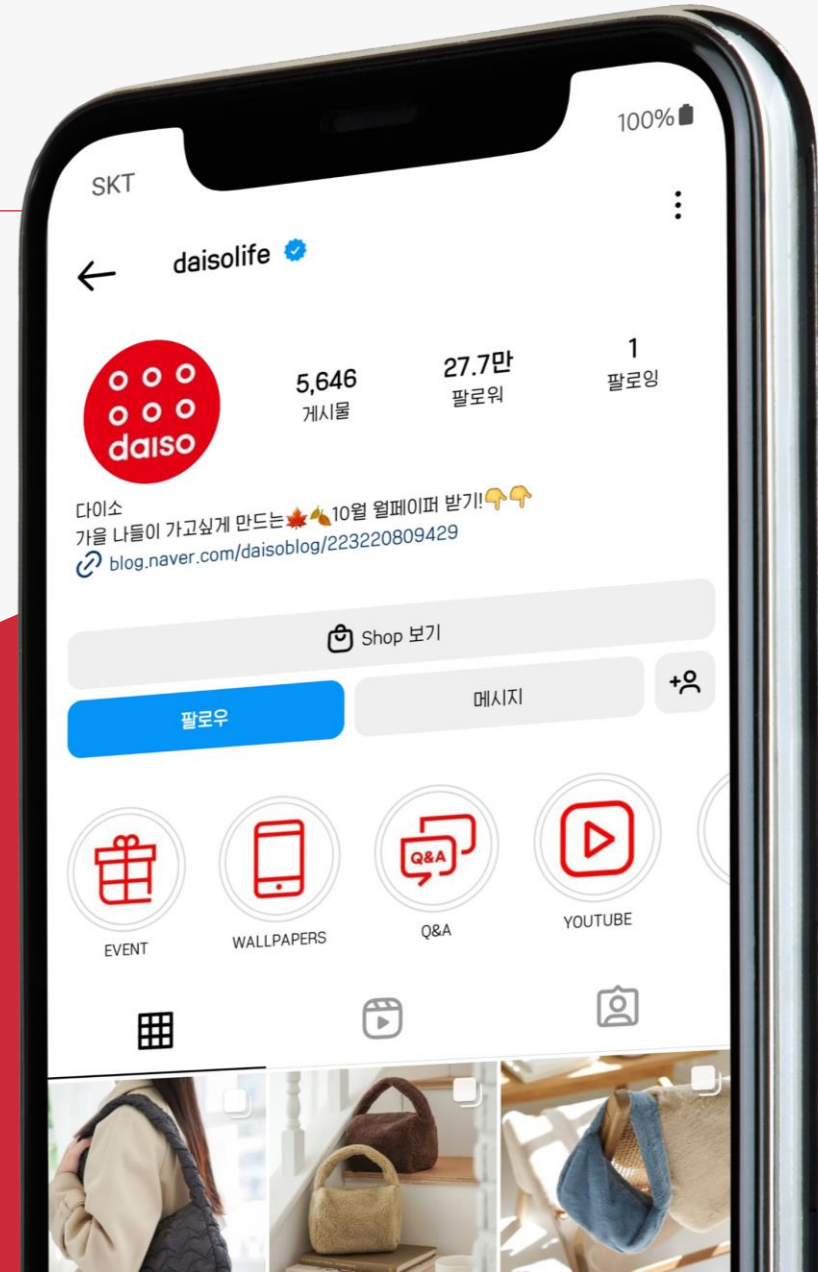 SKT
100%
daisolife
daiso
5,646
게시물
27.7만
팔로워
1
팔로잉
다이소
가을 나들이 가고싶게 만드는🍁🍂10월 월페이퍼 받기!👇👇
blog.naver.com/daisoblog/223220809429
Shop 보기
팔로우
메시지
EVENT
WALLPAPERS
Q&A
Q&A
YOUTUBE